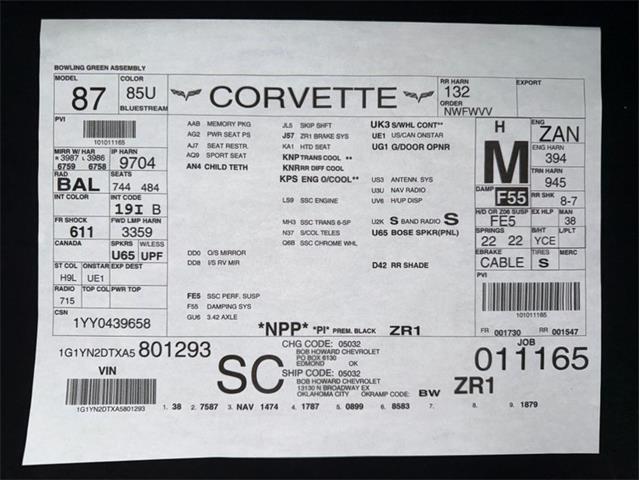 BOWLING GREEN ASSEMBLY
MODEL 87
COLOR 85U
BLUESTREAM
CORVETTE
RR HARN 132
ORDER NWFWVV
EXPORT
PVI
101011165
MIRR W/ HAR
* 3987 & 3986
6759 6758
IP HARN 9704
RAD BAL
SEATS 744 484
INT COLOR
INT CODE 19I B
FR SHOCK 611
FWD LMP HARN 3359
CANADA
SPKRS U65
W/LESS UPF
ST COL H9L
ONSTAR UE1
EXP DEST
RADIO 715
TOP COL
PWR TOP
CSN 1YY0439658
AAB MEMORY PKG
AG2 PWR SEAT PS
AJ7 SEAT RESTR.
AQ9 SPORT SEAT
AN4 CHILD TETH
DD0 O/S MIRROR
DD8 I/S RV MIR
FE5 SSC PERF. SUSP
F55 DAMPING SYS
GU6 3.42 AXLE
JL5 SKIP SHFT
J57 ZR1 BRAKE SYS
KA1 HTD SEAT
KNP TRANS COOL **
KNR RR DIFF COOL
KPS ENG O/COOL**
LS9 SSC ENGINE
MH3 SSC TRANS 6-SP
N37 S/COL TELES
Q6B SSC CHROME WHL
UK3 S/WHL CONT**
UE1 US/CAN ONSTAR
UG1 G/DOOR OPNR
US3 ANTENN. SYS
U3U NAV RADIO
UV6 H/UP DISP
U2K S BAND RADIO S
U65 BOSE SPKR(PNL)
D42 RR SHADE
*NPP* *PI* PREM. BLACK ZR1
H
M
ENG ZAN
ENG HARN 394
TRN HARN 945
DAMP F55
RR SHK 8-7
H/D OR Z06 SUSP FE5
EX HLP
MAN 38
SPRINGS 22 22
B/HT YCE
L/PLT
EBRAKE CABLE
TIRES S
MERC
PVI
FR 001730 RR 001547
1G1YN2DTXA5801293
VIN
1G1YN2DTXA5801293
SC
CHG CODE: 05032
BOB HOWARD CHEVROLET
PO BOX 6130
EDMOND OK
SHIP CODE: 05032
BOB HOWARD CHEVROLET
13130 N BROADWAY EX
OKLAHOMA CITY OKRAMP CODE: BW
JOB
011165
ZR1
1. 38 2. 7587 3. NAV 1474 4. 1787 5. 0899 6. 8583 7. 8. 9. 1879